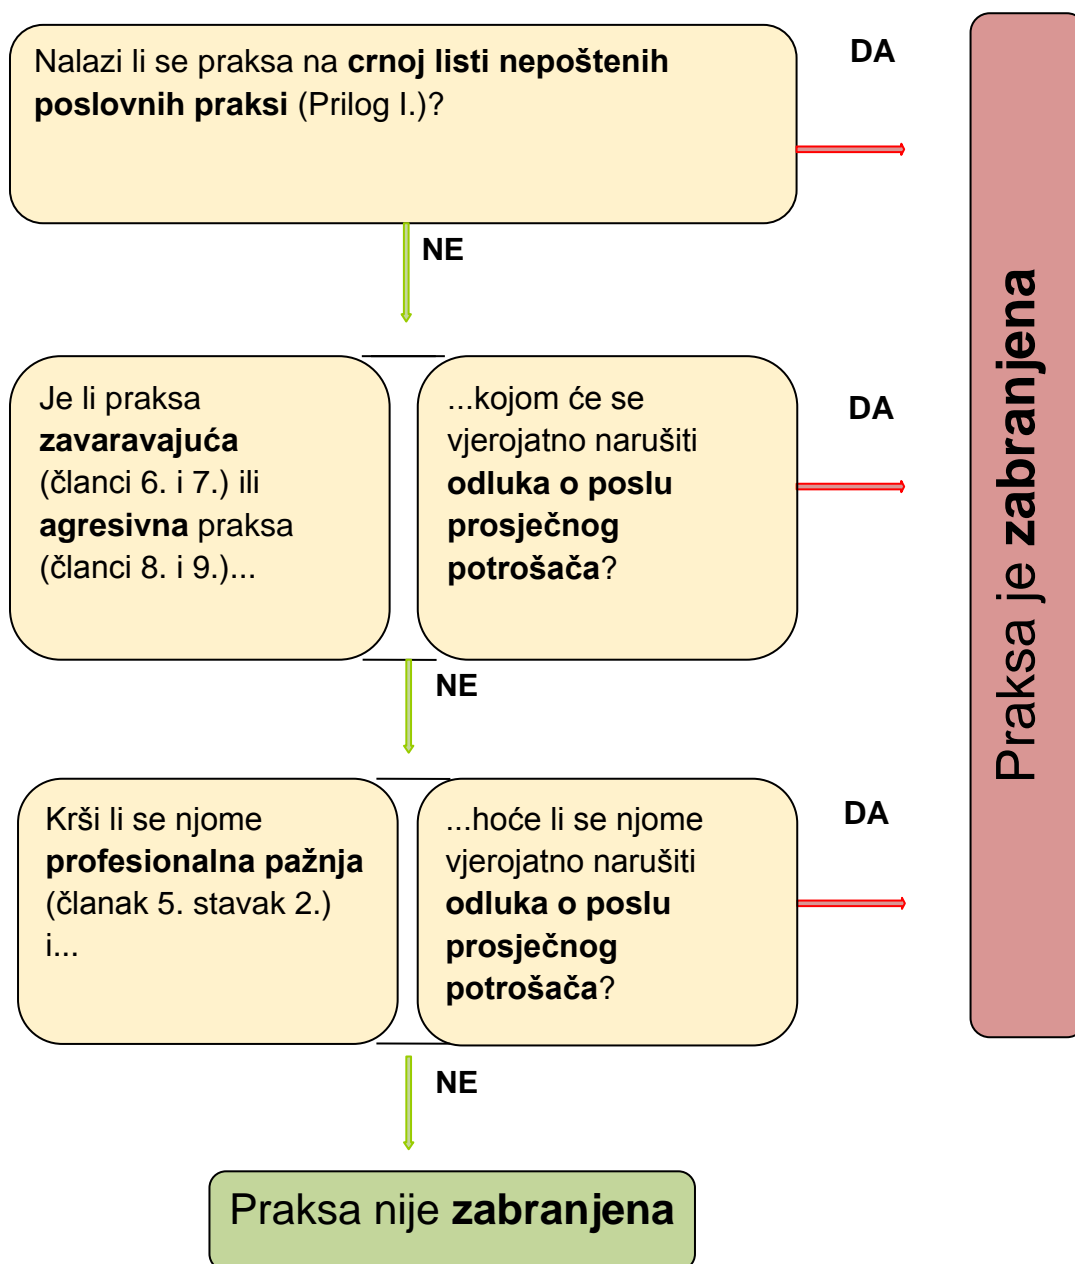 Nalazi li se praksa na crnoj listi nepoštenih
poslovnih praksi (Prilog I.)?
DA
NE
Je li praksa
zavaravajuća
(članci 6. i 7.) ili
agresivna praksa
(članci 8. i 9.)...
...kojom će se
vjerojatno narušiti
odluka o poslu
prosječnog
potrošača?
DA
NE
Krši li se njome
profesionalna pažnja
(članak 5. stavak 2.)
i...
...hoće li se njome
vjerojatno narušiti
odluka o poslu
prosječnog
potrošača?
DA
NE
Praksa je zabranjena
Praksa nije zabranjena